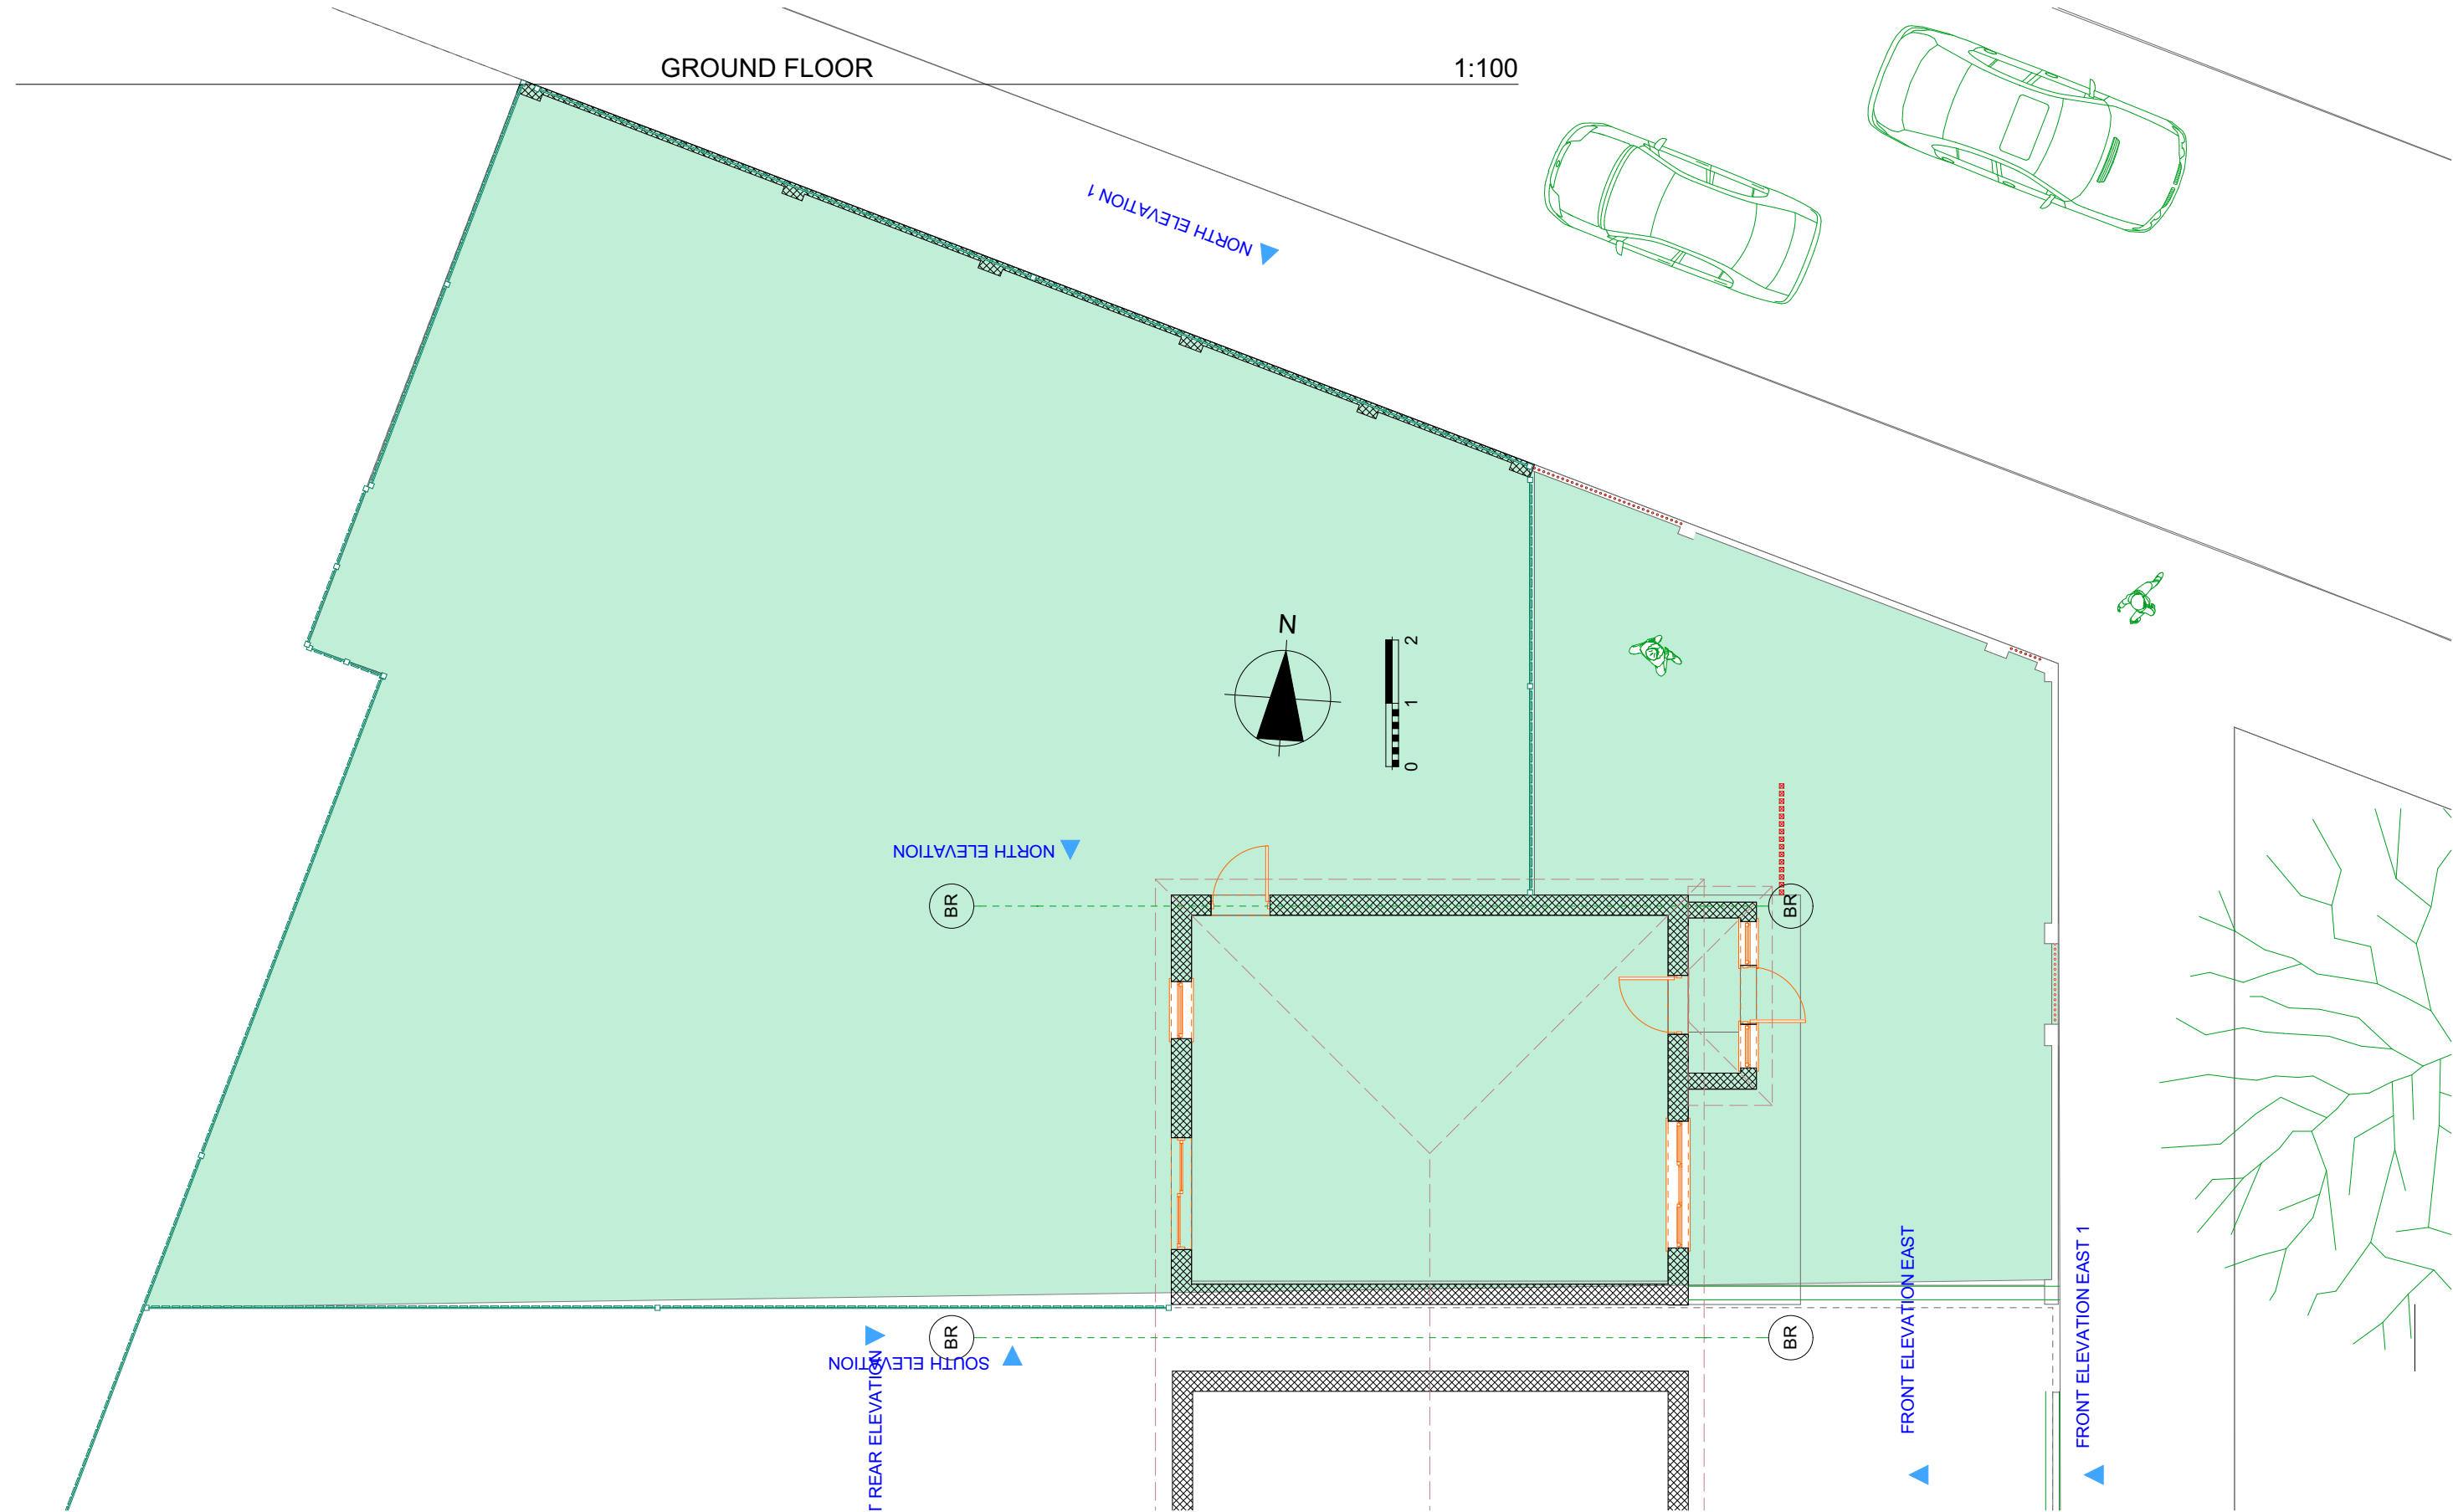 GROUND FLOOR 1:100
NORTH ELEVATION 1
N
2
1
0
NORTH ELEVATION
BR
BR
BR
BR
SOUTH ELEVATION
T REAR ELEVATION
FRONT ELEVATION EAST
FRONT ELEVATION EAST 1